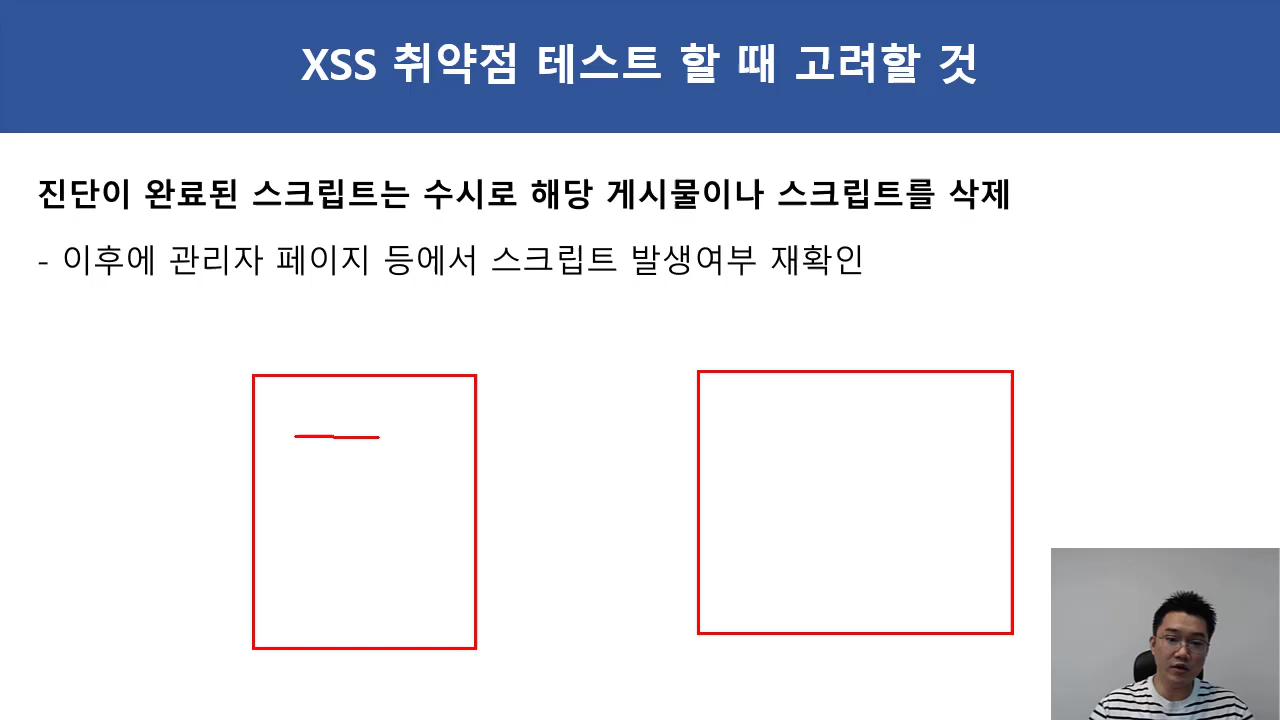 XSS 취약점 테스트 할 때 고려할 것
진단이 완료된 스크립트는 수시로 해당 게시물이나 스크립트를 삭제
- 이후에 관리자 페이지 등에서 스크립트 발생여부 재확인